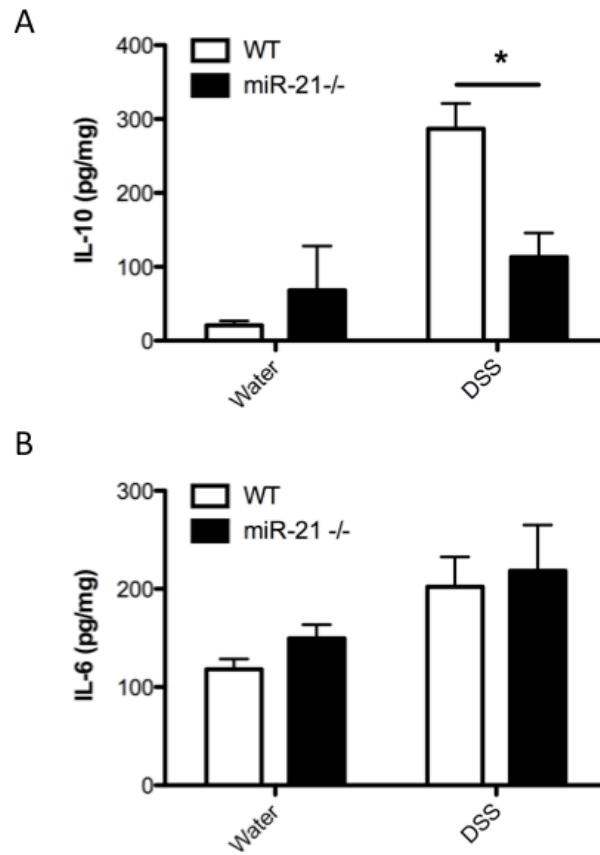 A
IL-10 (pg/mg)
400
300
200
100
0
WT
miR-21-/-
*
Water
DSS
B
IL-6 (pg/mg)
300
200
100
0
WT
miR-21 -/-
Water
DSS